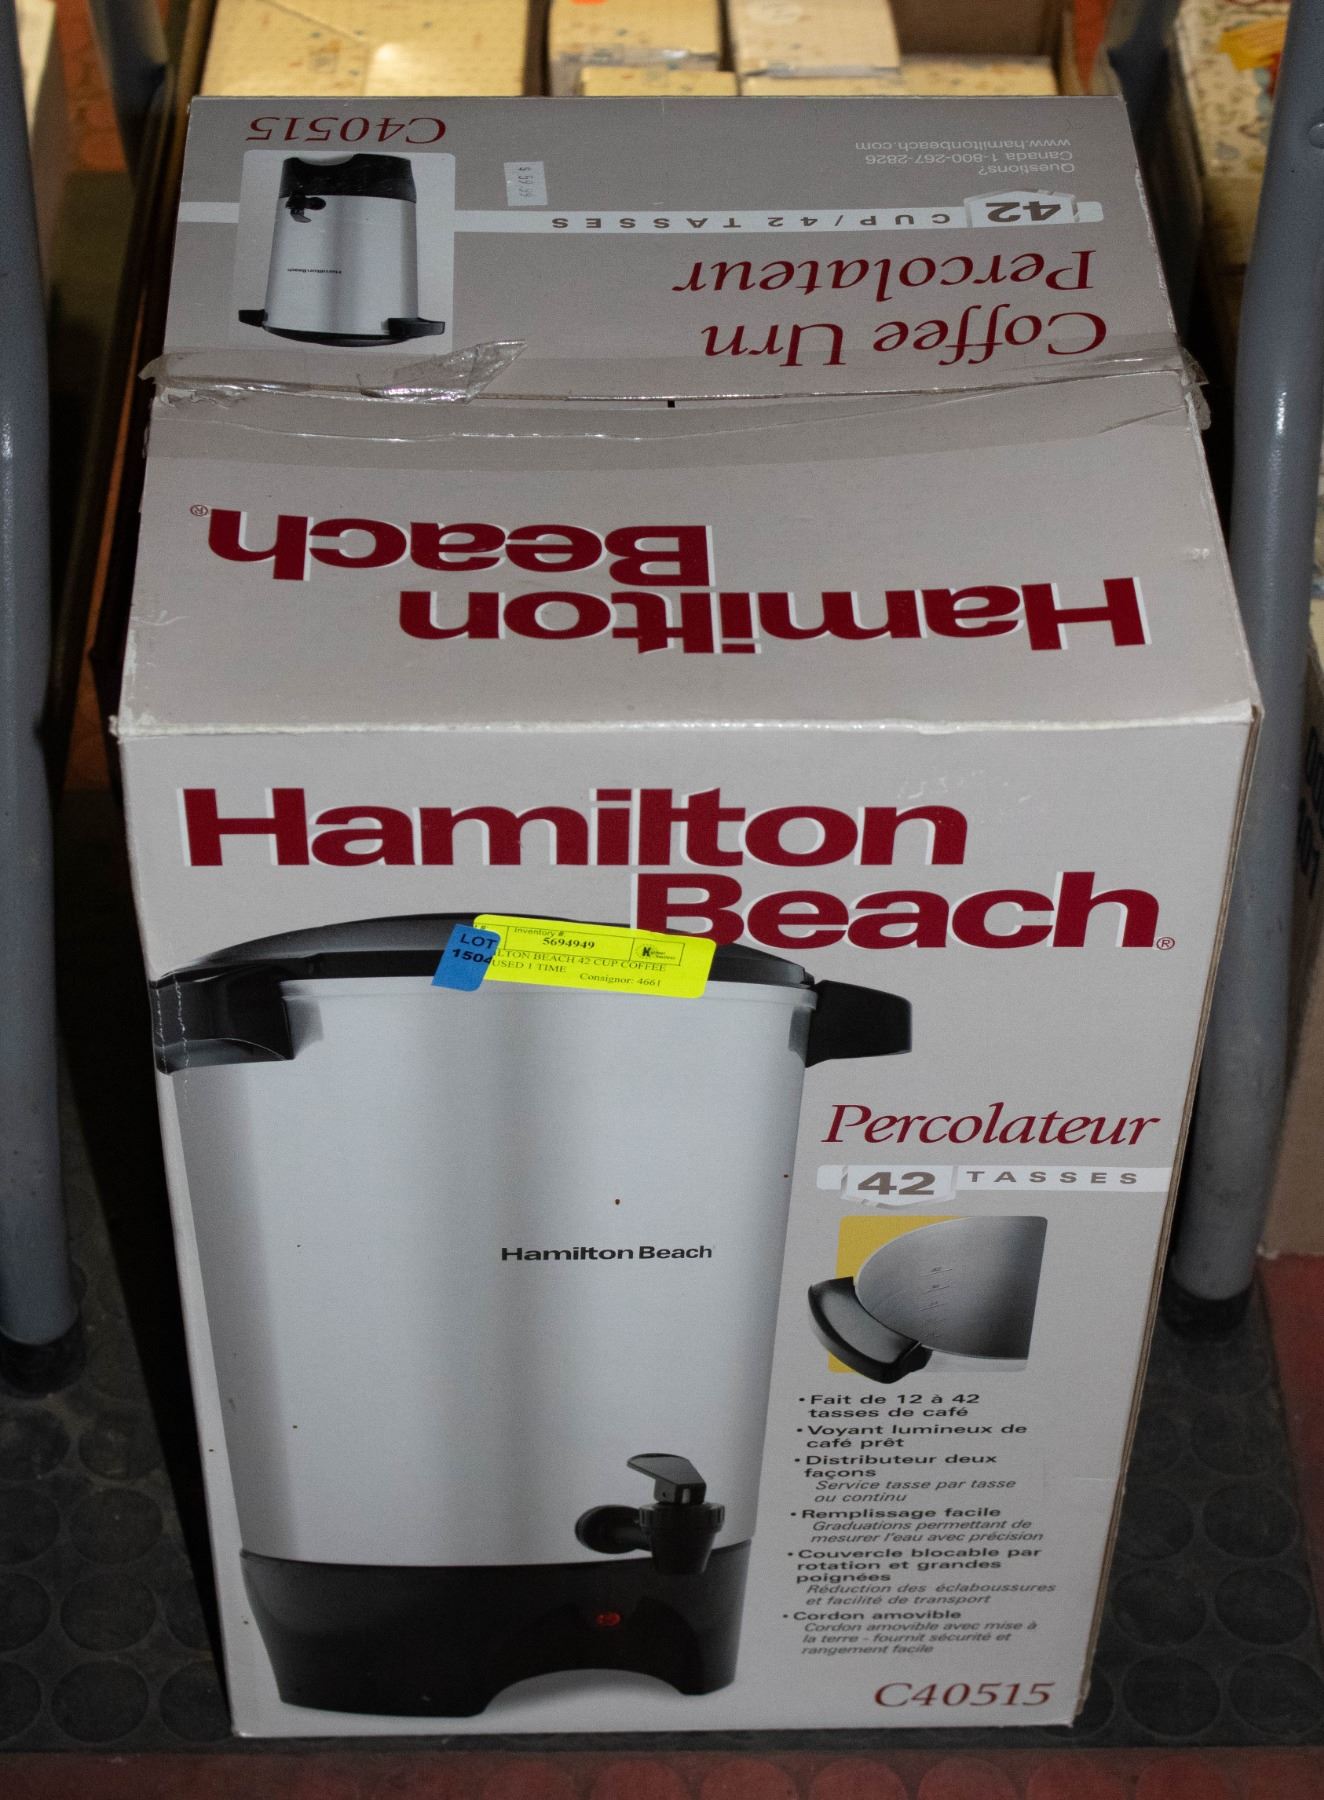 C40515
Questions?
Canada 1-800-267-2826
www.hamiltonbeach.com
$ 59.99
42 CUP / 42 TASSES
Coffee Urn
Percolateur
HamiltonBeach
Hamilton
Beach®
Hamilton
Beach®
LOT
1504
Inventory #
5694949
LTON BEACH 42 CUP COFFEE
USED 1 TIME
Consignor: 4661
Hamilton Beach
Percolateur
42 TASSES
• Fait de 12 à 42
tasses de café
• Voyant lumineux de
café prêt
• Distributeur deux
façons
Service tasse par tasse
ou continu
• Remplissage facile
Graduations permettant de
mesurer l'eau avec précision
• Couvercle blocable par
rotation et grandes
poignées
Réduction des éclaboussures
et facilité de transport
• Cordon amovible
Cordon amovible avec mise à
la terre - fournit sécurité et
rangement facile
C40515